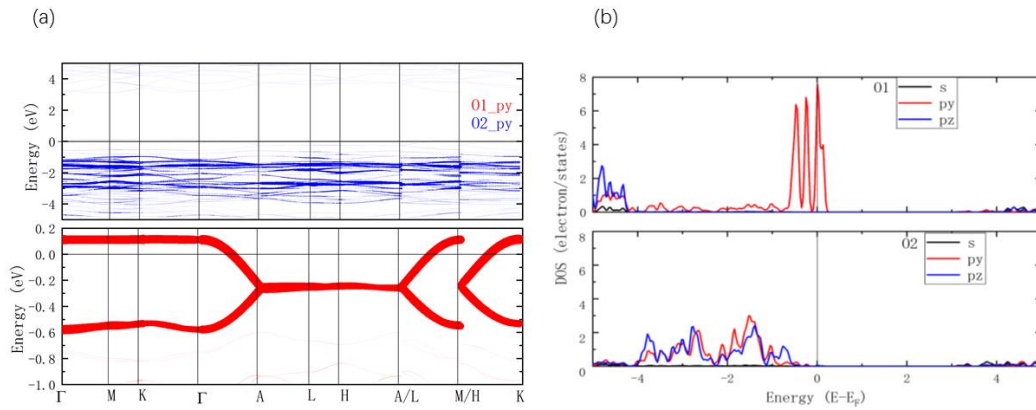 (a)
(b)
Energy (eV)
4
2
0
−2
−4
O1_py
O2_py
Energy (eV)
0.2
0.0
−0.2
−0.4
−0.6
−0.8
−1.0
Γ M K Γ A L H A/L M/H K
DOS (electron/states)
8
6
4
2
0
O1
s
py
pz
6
4
2
0
O2
s
py
pz
−4 −2 0 2 4
Energy (E−E_F)